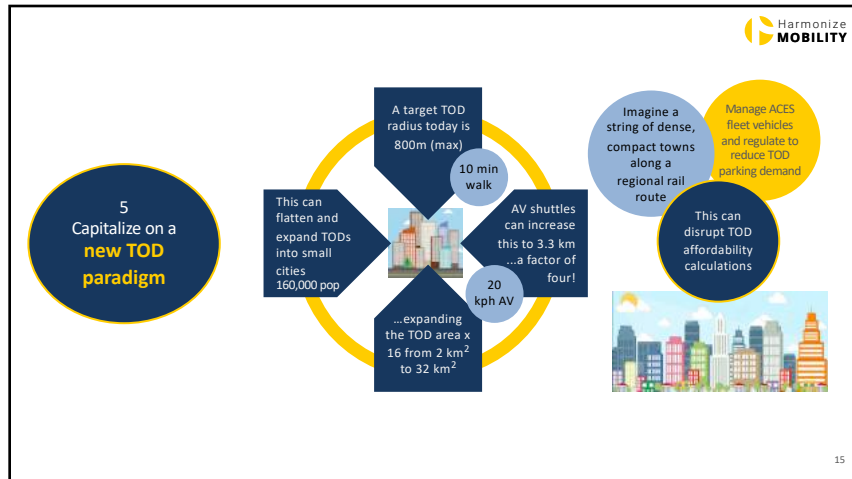 Harmonize
MOBILITY
5
Capitalize on a
new TOD
paradigm
A target TOD
radius today is
800m (max)
10 min
walk
AV shuttles
can increase
this to 3.3 km
...a factor of
four!
20
kph AV
…expanding
the TOD area x
16 from 2 km²
to 32 km²
This can
flatten and
expand TODs
into small
cities
160,000 pop
Imagine a
string of dense,
compact towns
along a
regional rail
route
Manage ACES
fleet vehicles
and regulate to
reduce TOD
parking demand
This can
disrupt TOD
affordability
calculations
15